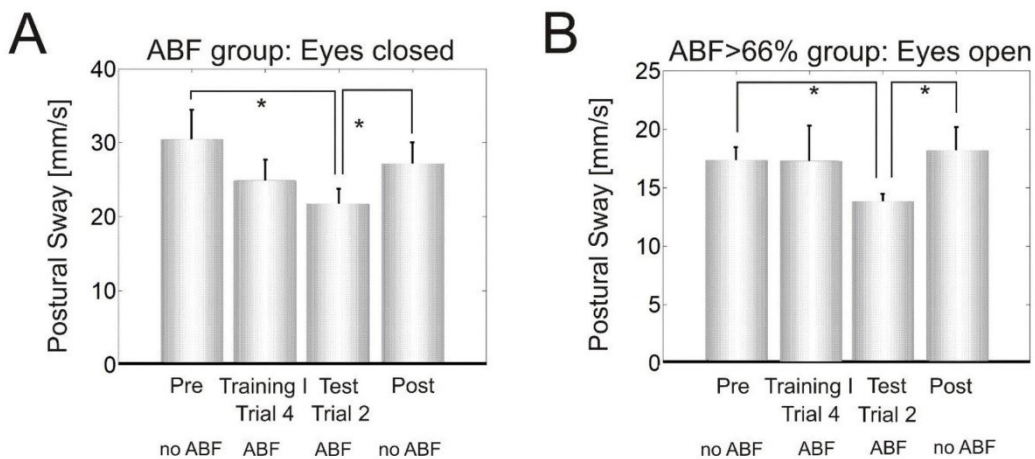 A
ABF group: Eyes closed
Postural Sway [mm/s]
40
30
20
10
0
*
*
Pre Training I Test Post
Trial 4 Trial 2
no ABF ABF ABF no ABF
B
ABF>66% group: Eyes open
Postural Sway [mm/s]
25
20
15
10
5
0
*
*
Pre Training I Test Post
Trial 4 Trial 2
no ABF ABF ABF no ABF